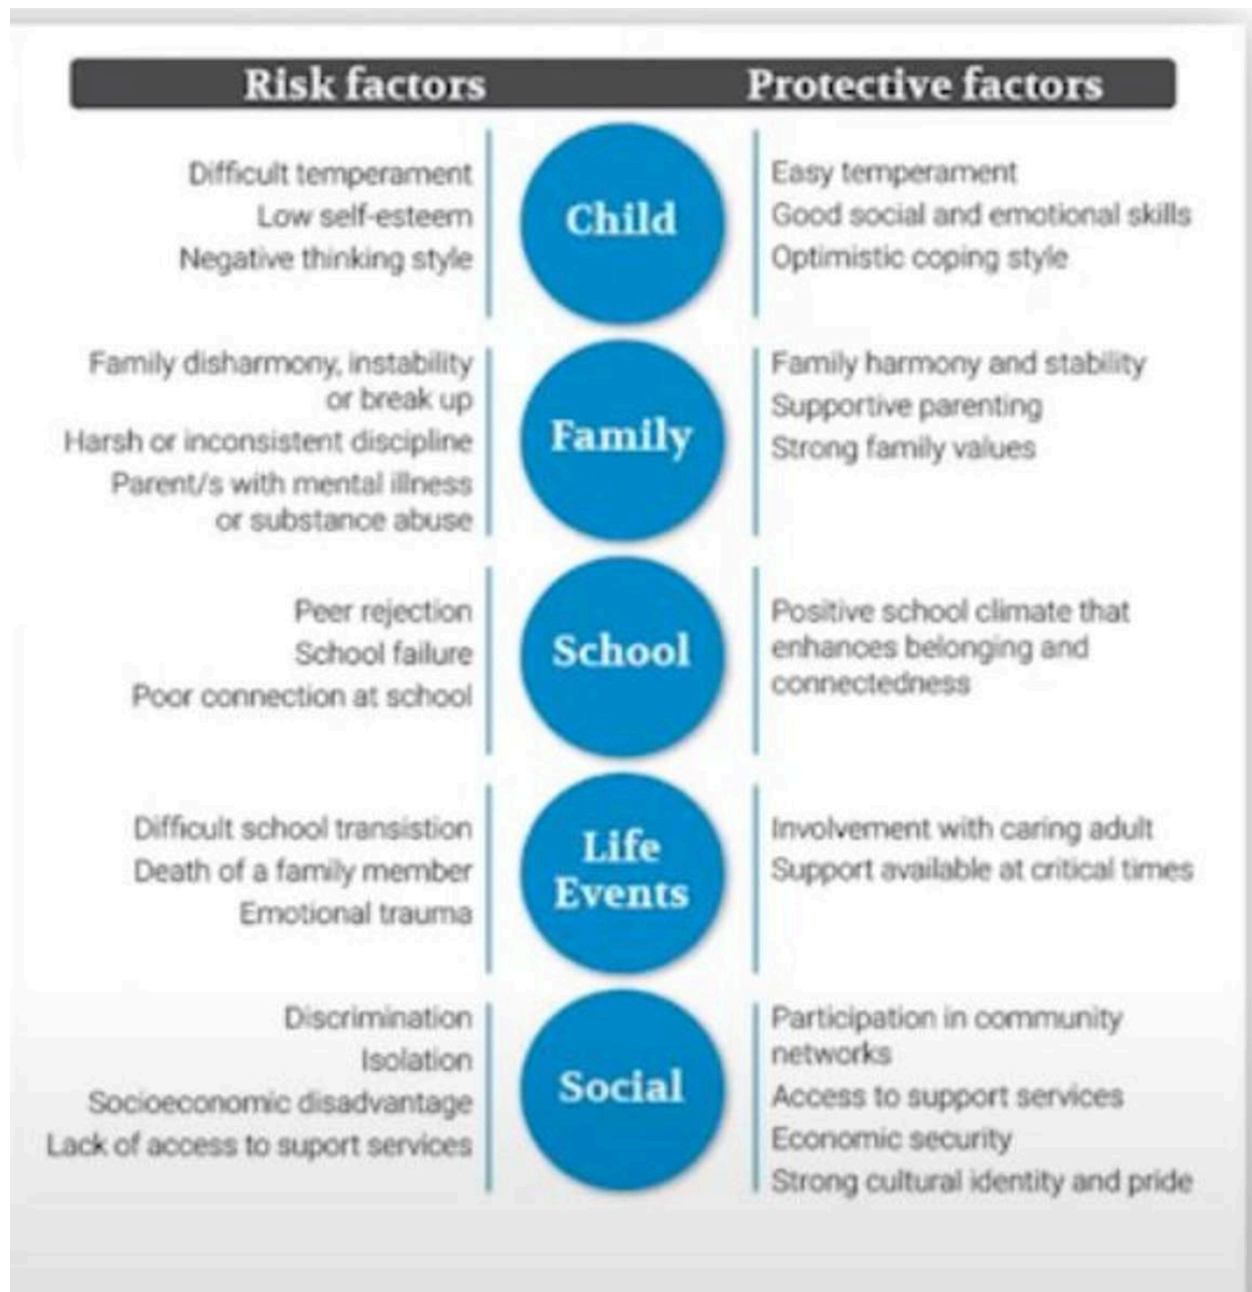 Risk factors
Protective factors
Difficult temperament
Low self-esteem
Negative thinking style
Child
Easy temperament
Good social and emotional skills
Optimistic coping style
Family disharmony, instability
or break up
Harsh or inconsistent discipline
Parent/s with mental illness
or substance abuse
Family
Family harmony and stability
Supportive parenting
Strong family values
Peer rejection
School failure
Poor connection at school
School
Positive school climate that
enhances belonging and
connectedness
Difficult school transistion
Death of a family member
Emotional trauma
Life
Events
Involvement with caring adult
Support available at critical times
Discrimination
Isolation
Socioeconomic disadvantage
Lack of access to suport services
Social
Participation in community
networks
Access to support services
Economic security
Strong cultural identity and pride